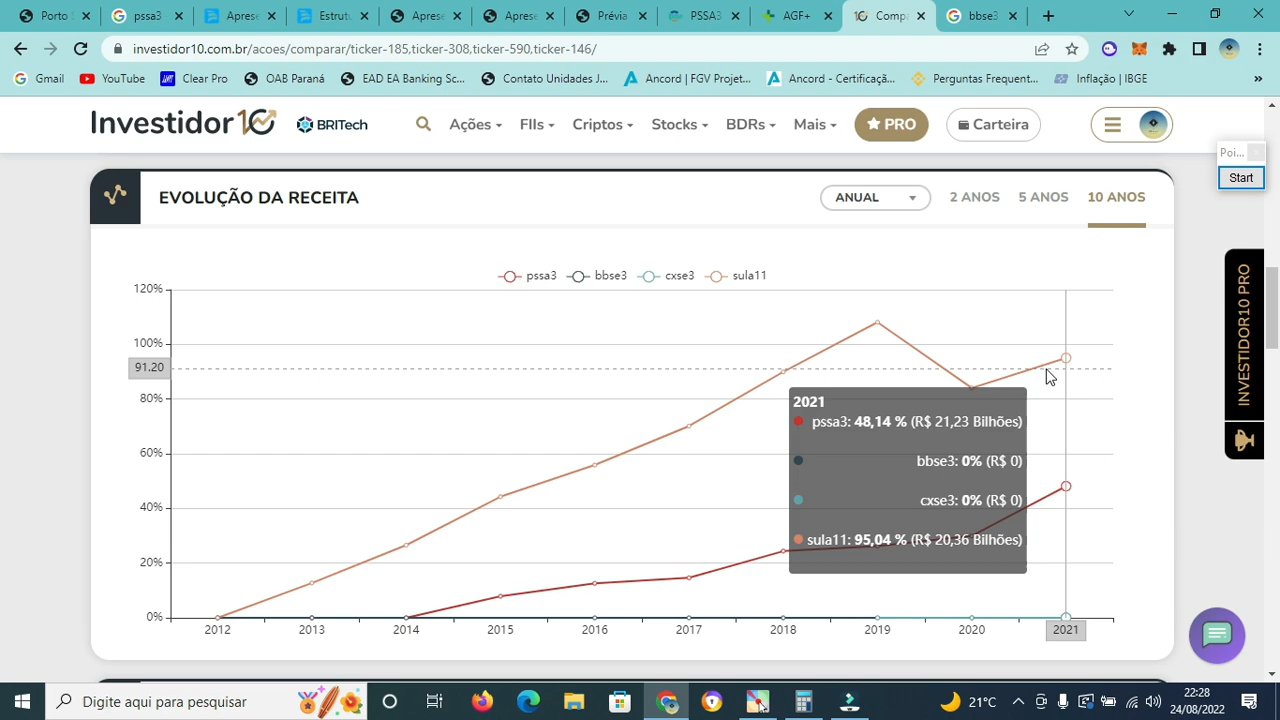 Porto S
pssa3
Aprese
Estrutu
Aprese
Aprese
Prévia
PSSA3
AGF+
Compa
bbse3
investidor10.com.br/acoes/comparar/ticker-185,ticker-308,ticker-590,ticker-146/
Gmail
YouTube
Clear Pro
OAB Paraná
EAD EA Banking Sc...
Contato Unidades J...
Ancord | FGV Projet...
Ancord - Certificaçã...
Perguntas Frequent...
Inflação | IBGE
»
Investidor10
BRITech
Ações
FIIs
Criptos
Stocks
BDRs
Mais
PRO
Carteira
Poi...
Start
EVOLUÇÃO DA RECEITA
ANUAL
2 ANOS
5 ANOS
10 ANOS
pssa3
bbse3
cxse3
sula11
120%
100%
91.20
80%
60%
40%
20%
0%
2021
pssa3: 48,14 % (R$ 21,23 Bilhões)
bbse3: 0% (R$ 0)
cxse3: 0% (R$ 0)
sula11: 95,04 % (R$ 20,36 Bilhões)
2012
2013
2014
2015
2016
2017
2018
2019
2020
2021
INVESTIDOR10 PRO
Digite aqui para pesquisar
21°C
22:28
24/08/2022